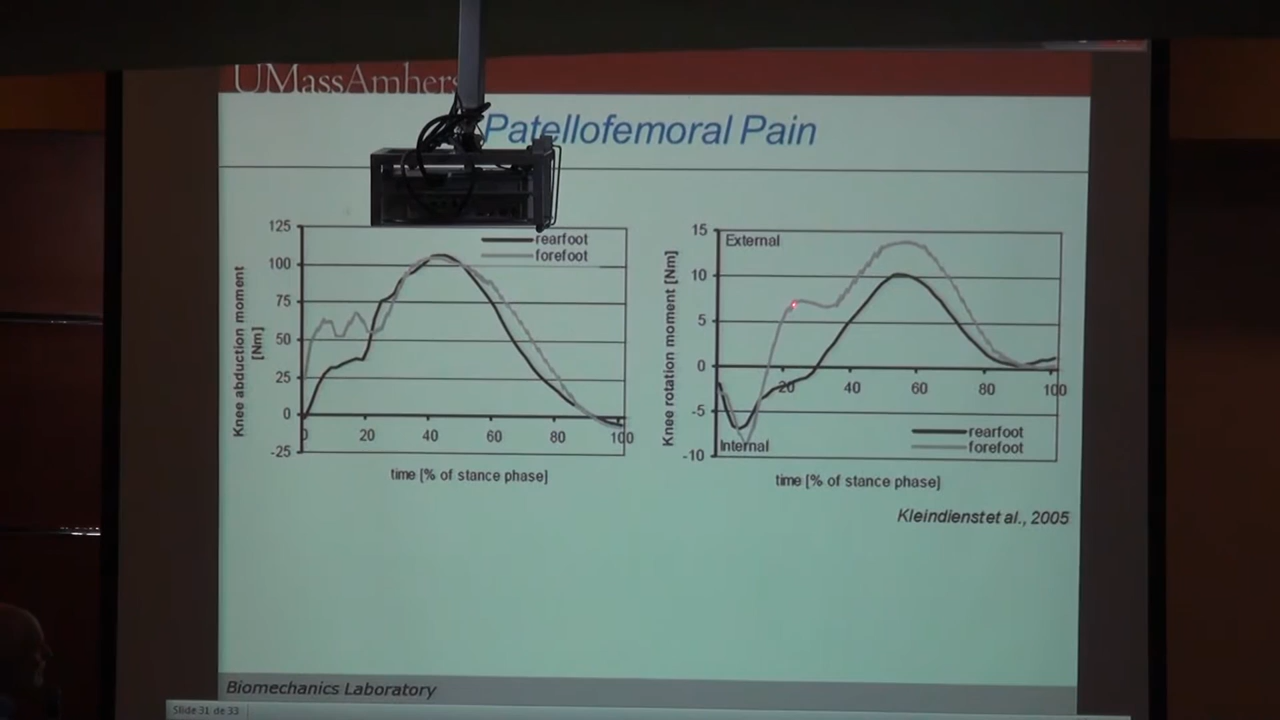 UMassAmhers
Patellofemoral Pain
125
100
75
50
25
0
-25
Knee abduction moment
[Nm]
rearfoot
forefoot
0 20 40 60 80 100
time [% of stance phase]
15
10
5
0
-5
-10
Knee rotation moment [Nm]
External
20 40 60 80 100
Internal
rearfoot
forefoot
time [% of stance phase]
Kleindienst et al., 2005
Biomechanics Laboratory
Slide 31 de 33